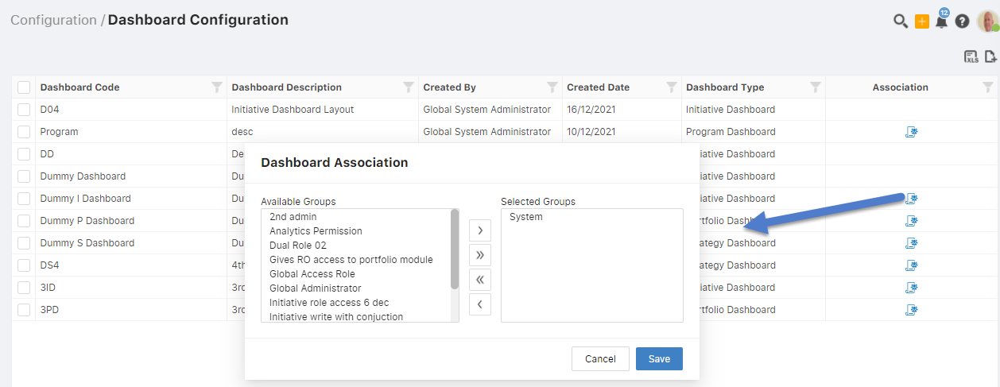 Configuration / Dashboard Configuration
12
XLS
Dashboard Code Dashboard Description Created By Created Date Dashboard Type Association
D04 Initiative Dashboard Layout Global System Administrator 16/12/2021 Initiative Dashboard
Program desc Global System Administrator 10/12/2021 Program Dashboard
DD De iative Dashboard
Dummy Dashboard Du iative Dashboard
Dummy I Dashboard Du iative Dashboard
Dummy P Dashboard Du rtfolio Dashb
Dummy S Dashboard Du ategy Dashboard
DS4 4th ategy Dashboard
3ID 3rd iative Dashboard
3PD 3rd rtfolio Dashboard
Dashboard Association
Available Groups
2nd admin
Analytics Permission
Dual Role 02
Gives RO access to portfolio module
Global Access Role
Global Administrator
Initiative role access 6 dec
Initiative write with conjuction
Selected Groups
System
Cancel Save